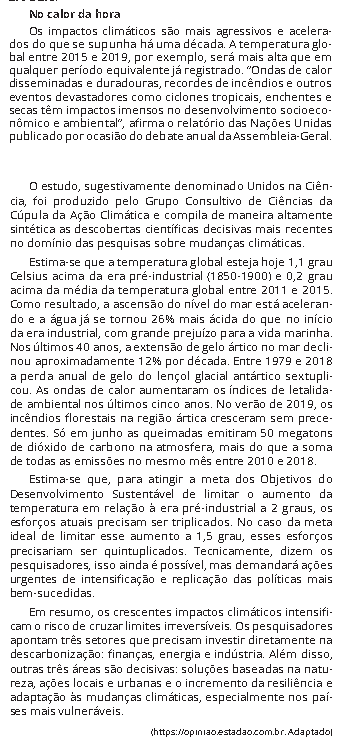 No calor da hora
Os impactos climáticos são mais agressivos e acelera-
dos do que se supunha há uma década. A temperatura glo-
bal entre 2015 e 2019, por exemplo, será mais alta que em
qualquer período equivalente já registrado. “Ondas de calor
disseminadas e duradouras, recordes de incêndios e outros
eventos devastadores como ciclones tropicais, enchentes e
secas têm impactos imensos no desenvolvimento socioeco-
nômico e ambiental”, afirma o relatório das Nações Unidas
publicado por ocasião do debate anual da Assembleia-Geral.
O estudo, sugestivamente denominado Unidos na Ciên-
cia, foi produzido pelo Grupo Consultivo de Ciências da
Cúpula da Ação Climática e compila de maneira altamente
sintética as descobertas científicas decisivas mais recentes
no domínio das pesquisas sobre mudanças climáticas.
Estima-se que a temperatura global esteja hoje 1,1 grau
Celsius acima da era pré-industrial (1850-1900) e 0,2 grau
acima da média da temperatura global entre 2011 e 2015.
Como resultado, a ascensão do nível do mar está aceleran-
do e a água já se tornou 26% mais ácida do que no início
da era industrial, com grande prejuízo para a vida marinha.
Nos últimos 40 anos, a extensão de gelo ártico no mar decli-
nou aproximadamente 12% por década. Entre 1979 e 2018
a perda anual de gelo do lençol glacial antártico sextupli-
cou. As ondas de calor aumentaram os índices de letalida-
de ambiental nos últimos cinco anos. No verão de 2019, os
incêndios florestais na região ártica cresceram sem prece-
dentes. Só em junho as queimadas emitiram 50 megatons
de dióxido de carbono na atmosfera, mais do que a soma
de todas as emissões no mesmo mês entre 2010 e 2018.
Estima-se que, para atingir a meta dos Objetivos do
Desenvolvimento Sustentável de limitar o aumento da
temperatura em relação à era pré-industrial a 2 graus, os
esforços atuais precisam ser triplicados. No caso da meta
ideal de limitar esse aumento a 1,5 grau, esses esforços
precisariam ser quintuplicados. Tecnicamente, dizem os
pesquisadores, isso ainda é possível, mas demandará ações
urgentes de intensificação e replicação das políticas mais
bem-sucedidas.
Em resumo, os crescentes impactos climáticos intensifi-
cam o risco de cruzar limites irreversíveis. Os pesquisadores
apontam três setores que precisam investir diretamente na
descarbonização: finanças, energia e indústria. Além disso,
outras três áreas são decisivas: soluções baseadas na natu-
reza, ações locais e urbanas e o incremento da resiliência e
adaptação às mudanças climáticas, especialmente nos paí-
ses mais vulneráveis.
(https://opiniao.estadao.com.br. Adaptado)